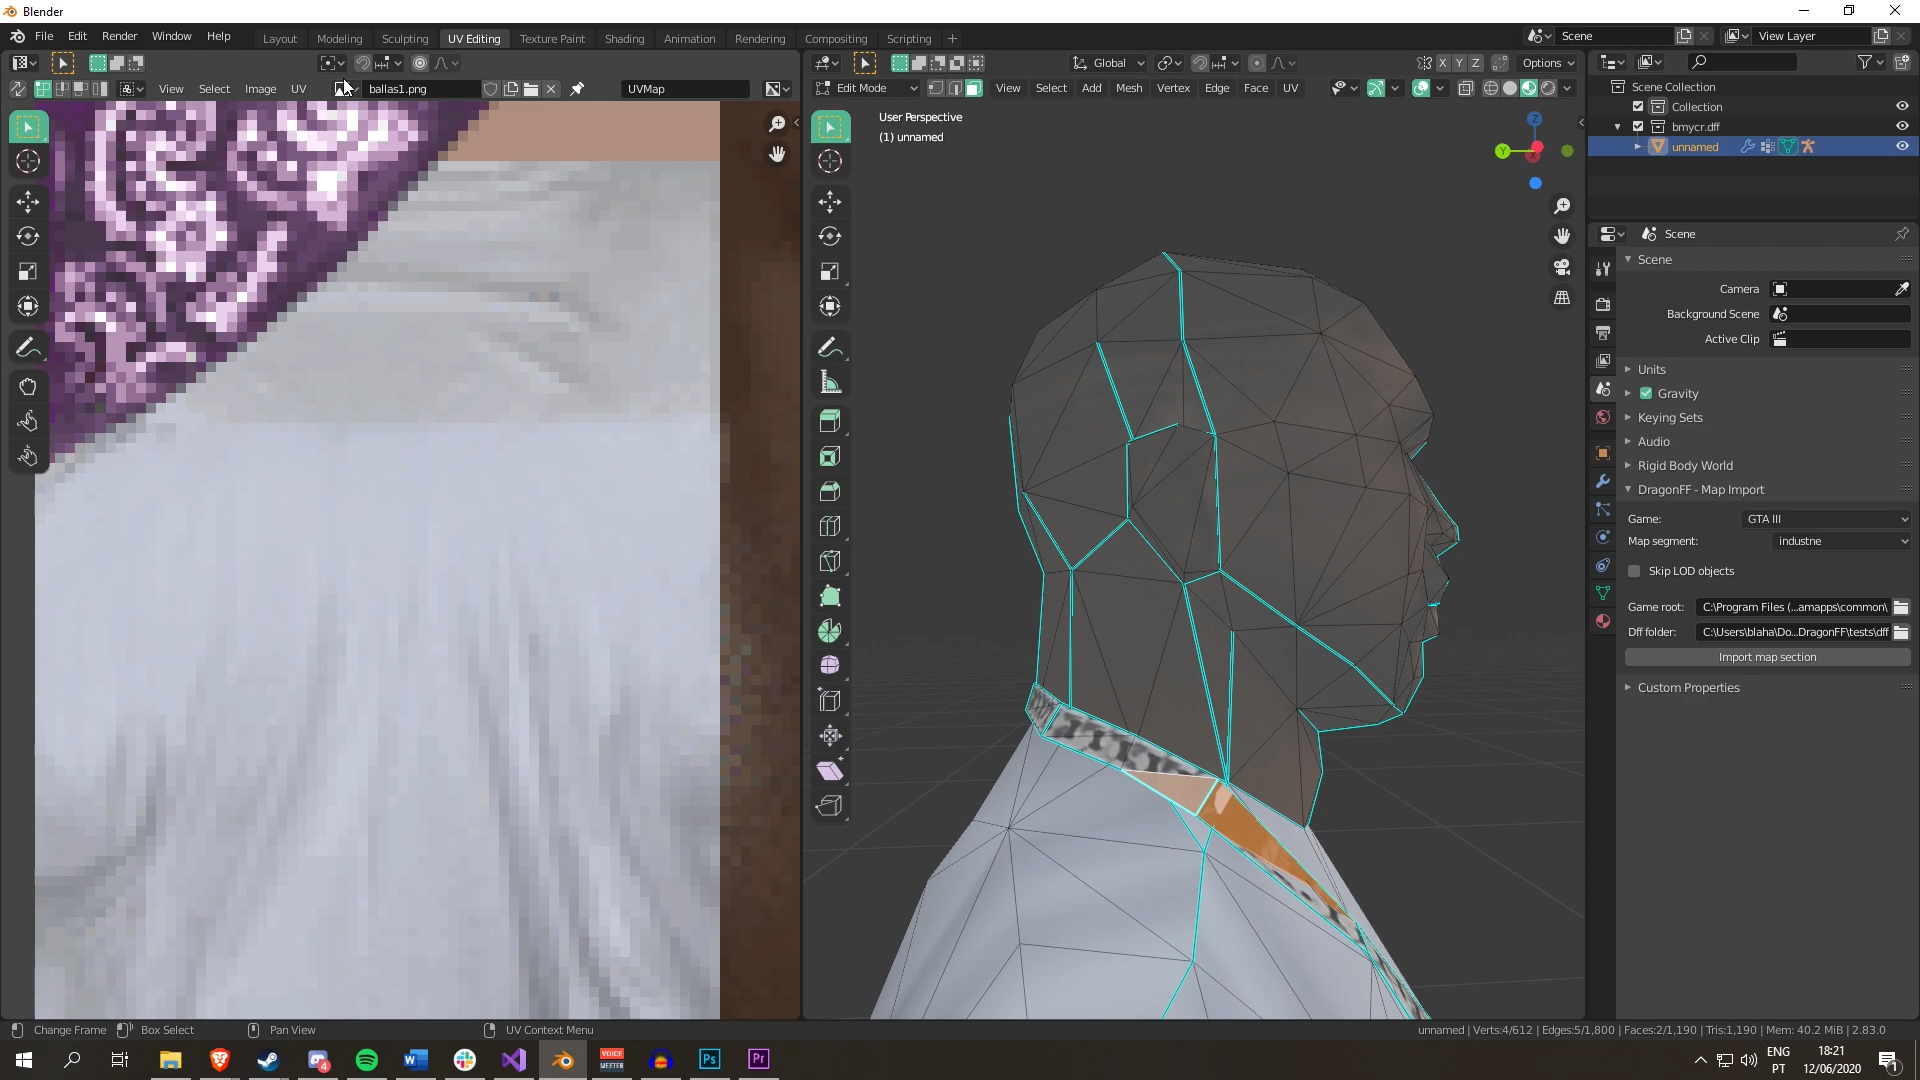 Blender
File Edit Render Window Help
Layout Modeling Sculpting UV Editing Texture Paint Shading Animation Rendering Compositing Scripting
Scene
View Layer
Global
Options
View Select Image UV
ballas1.png
UVMap
Edit Mode
View Select Add Mesh Vertex Edge Face UV
X Y Z
User Perspective
(1) unnamed
Z
Y
Scene Collection
Collection
bmycr.dff
unnamed
Scene
Scene
Camera
Background Scene
Active Clip
Units
Gravity
Keying Sets
Audio
Rigid Body World
DragonFF - Map Import
Game: GTA III
Map segment: industne
Skip LOD objects
Game root: C:\Program Files (...amapps\common\
Dff folder: C:\Users\blaha\Do...DragonFF\tests\dff
Import map section
Custom Properties
Change Frame Box Select Pan View UV Context Menu
unnamed | Verts:4/612 | Edges:5/1,800 | Faces:2/1,190 | Tris:1,190 | Mem: 40.2 MiB | 2.83.0
4
VOICE
MEETER
Ps
Pr
ENG
PT
18:21
12/06/2020
1